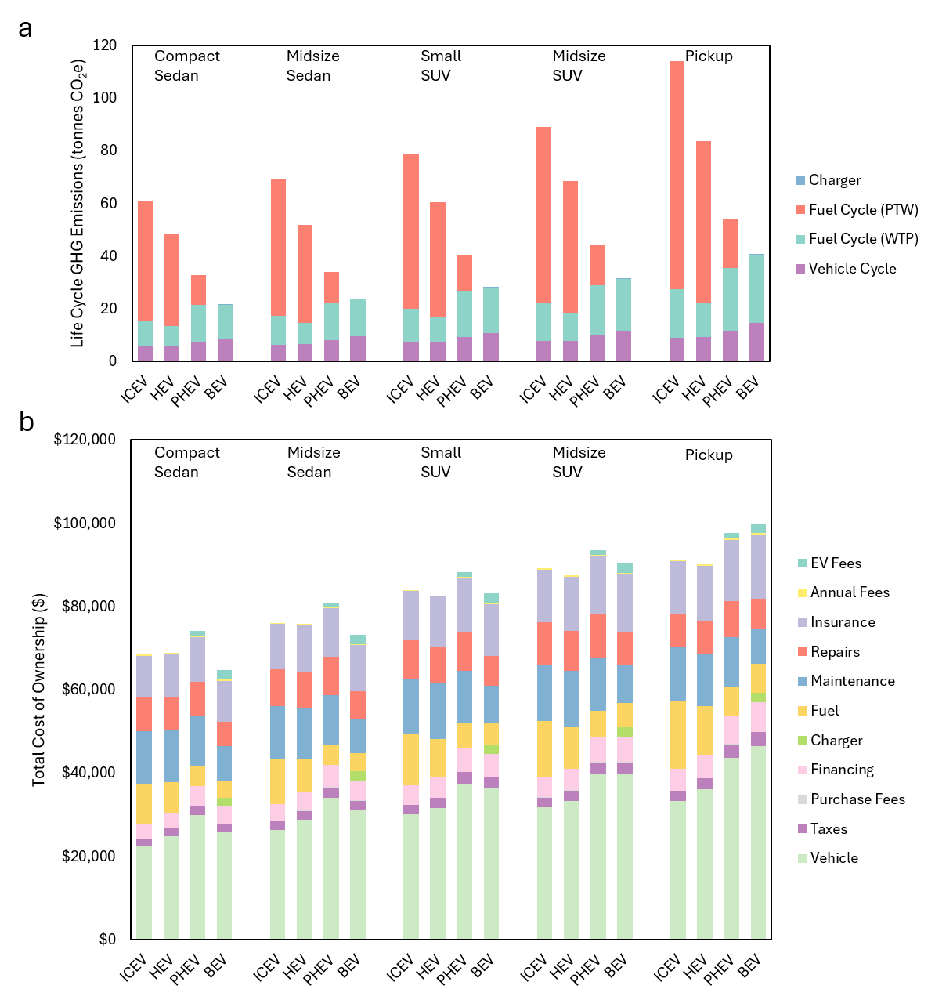 a
Life Cycle GHG Emissions (tonnes CO₂e)
120
100
80
60
40
20
0
Compact
Sedan
Midsize
Sedan
Small
SUV
Midsize
SUV
Pickup
ICEV HEV PHEV BEV ICEV HEV PHEV BEV ICEV HEV PHEV BEV ICEV HEV PHEV BEV ICEV HEV PHEV BEV
Charger
Fuel Cycle (PTW)
Fuel Cycle (WTP)
Vehicle Cycle
b
Total Cost of Ownership ($)
$120,000
$100,000
$80,000
$60,000
$40,000
$20,000
$0
Compact
Sedan
Midsize
Sedan
Small
SUV
Midsize
SUV
Pickup
ICEV HEV PHEV BEV ICEV HEV PHEV BEV ICEV HEV PHEV BEV ICEV HEV PHEV BEV ICEV HEV PHEV BEV
EV Fees
Annual Fees
Insurance
Repairs
Maintenance
Fuel
Charger
Financing
Purchase Fees
Taxes
Vehicle